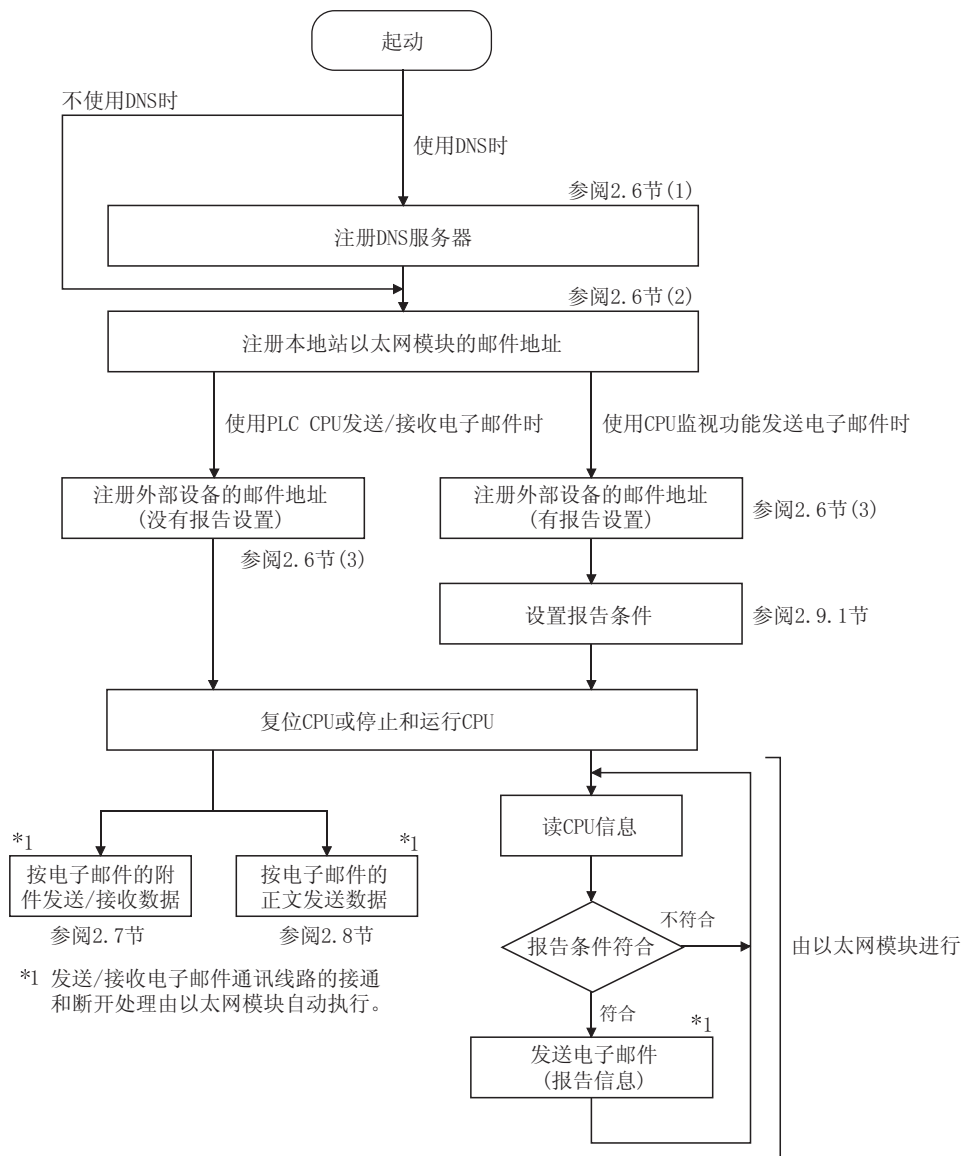 起动
不使用DNS时
使用DNS时
参阅2.6节(1)
注册DNS服务器
参阅2.6节(2)
注册本地站以太网模块的邮件地址
使用PLC CPU发送/接收电子邮件时
使用CPU监视功能发送电子邮件时
注册外部设备的邮件地址
(没有报告设置)
注册外部设备的邮件地址
(有报告设置)
参阅2.6节(3)
参阅2.6节(3)
设置报告条件
参阅2.9.1节
复位CPU或停止和运行CPU
读CPU信息
*1
*1
按电子邮件的附
件发送/接收数据
按电子邮件的
正文发送数据
参阅2.7节
参阅2.8节
报告条件符合
不符合
由以太网模块进行
*1 发送/接收电子邮件通讯线路的接通
和断开处理由以太网模块自动执行。
符合
*1
发送电子邮件
(报告信息)